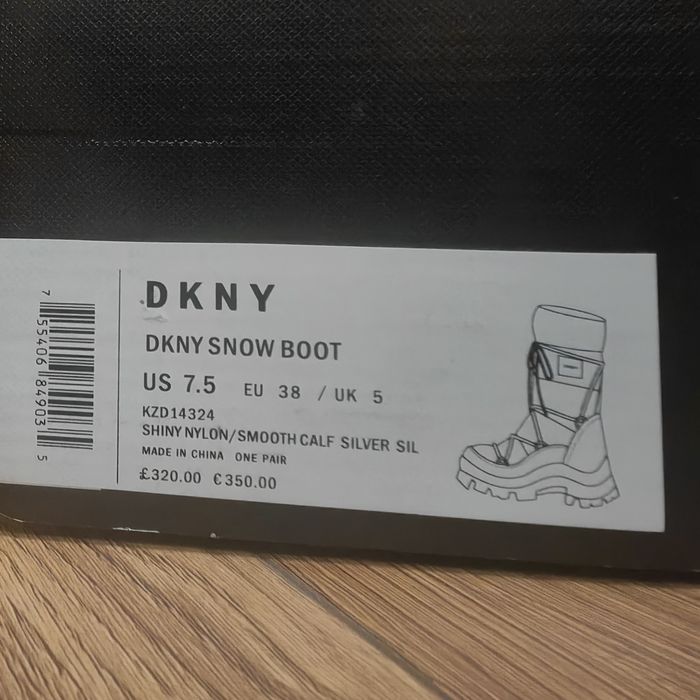 7 55406 84903 5
DKNY
DKNY SNOW BOOT
US 7.5 EU 38 / UK 5
KZD14324
SHINY NYLON/SMOOTH CALF SILVER SIL
MADE IN CHINA ONE PAIR
£320.00 €350.00